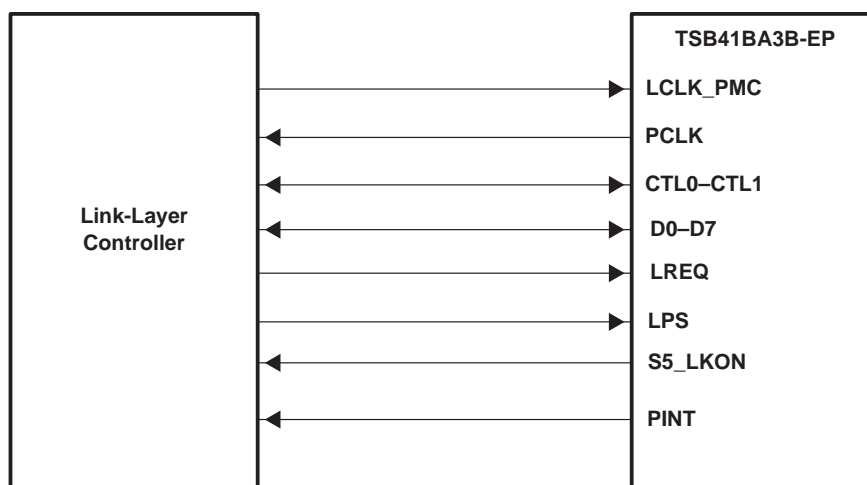 TSB41BA3B-EP
LCLK_PMC
PCLK
CTL0–CTL1
Link-Layer
Controller
D0–D7
LREQ
LPS
S5_LKON
PINT